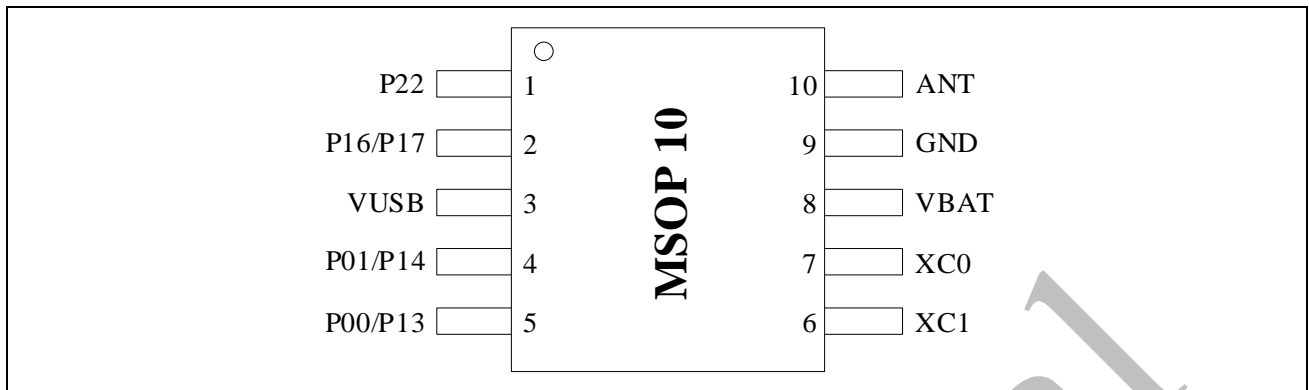 P22 1 10 ANT
P16/P17 2 9 GND
VUSB 3 8 VBAT
P01/P14 4 7 XC0
P00/P13 5 6 XC1
MSOP 10